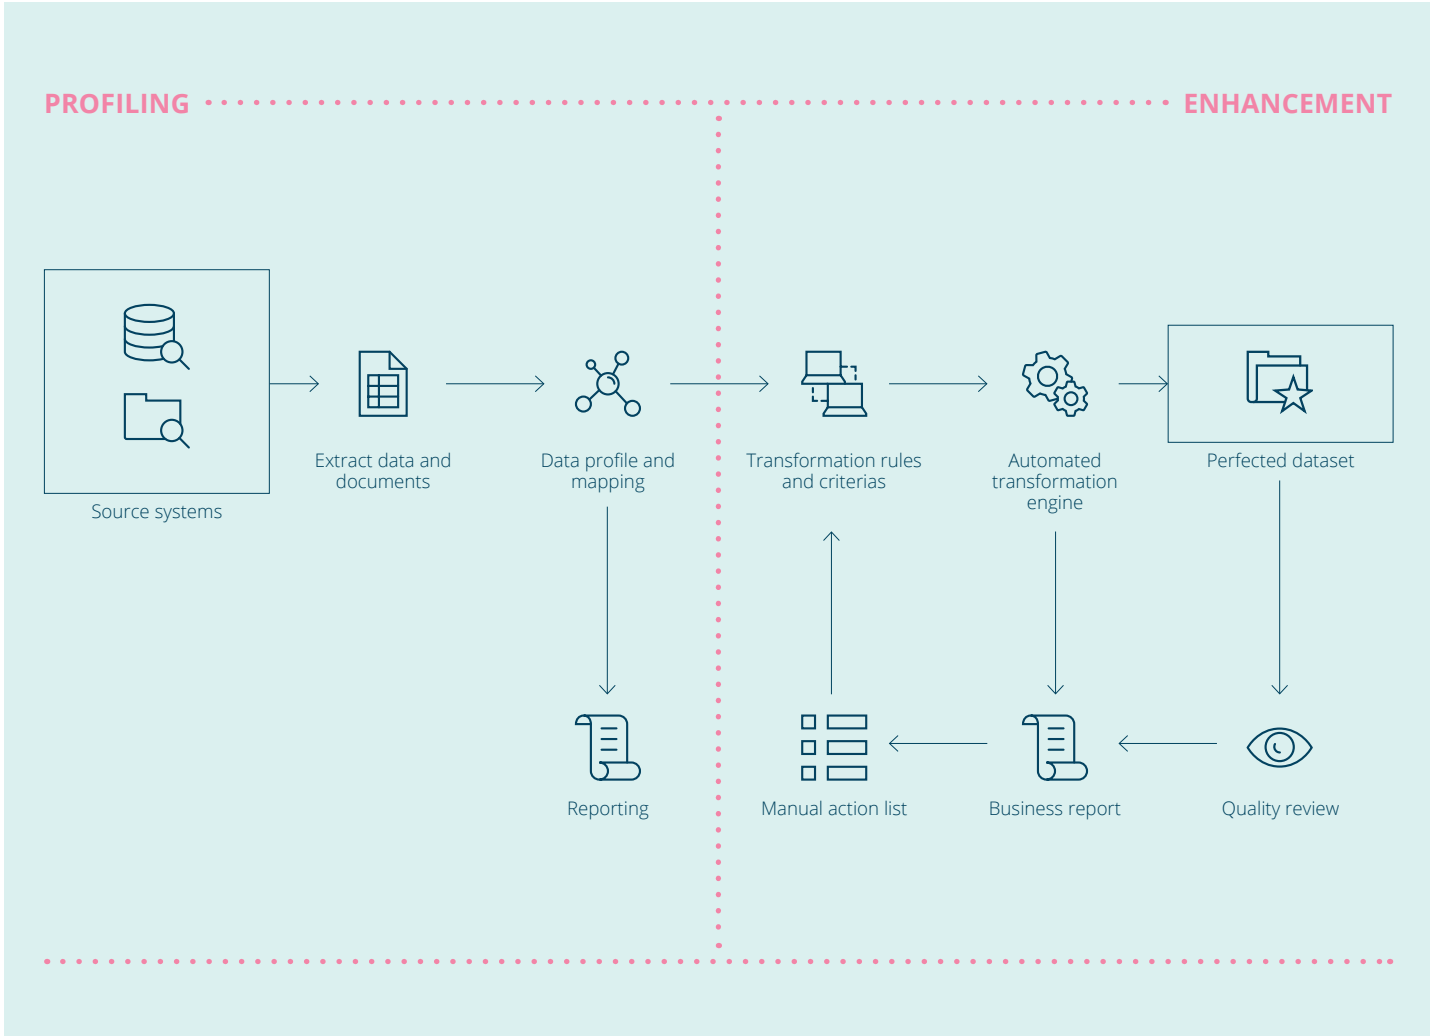 PROFILING
ENHANCEMENT
Source systems
Extract data and
documents
Data profile and
mapping
Transformation rules
and criterias
Automated
transformation
engine
Perfected dataset
Reporting
Manual action list
Business report
Quality review